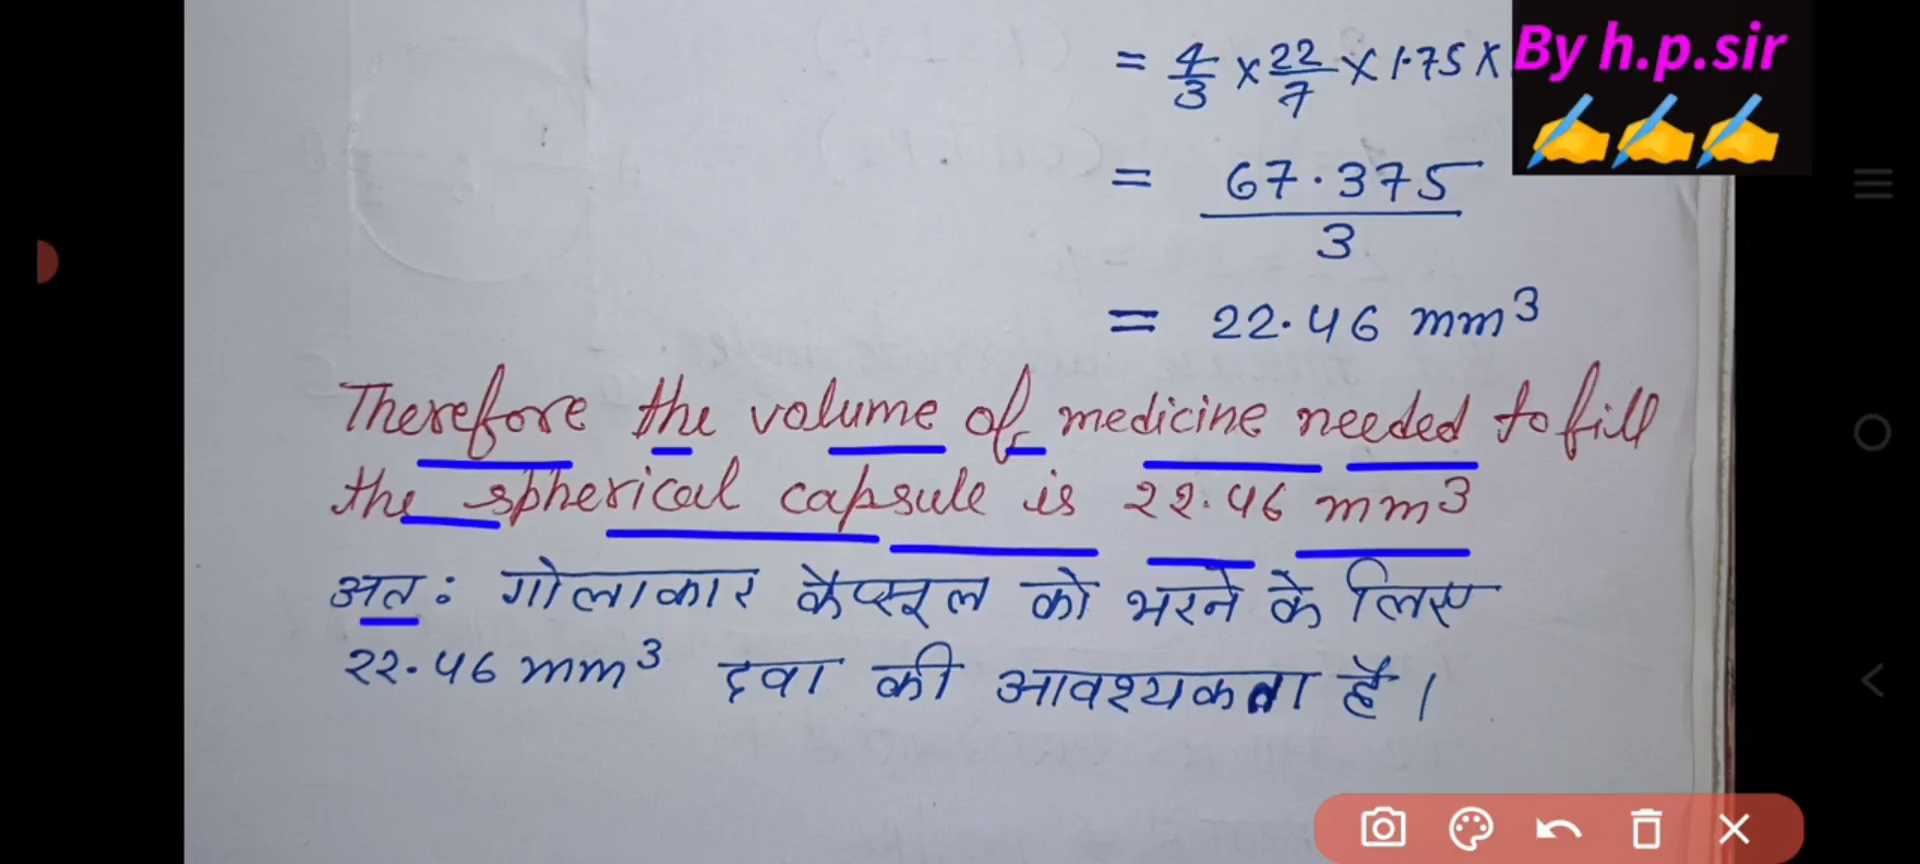 = 4/3 × 22/7 × 1.75 ×
By h.p.sir
= 67.375 / 3
= 22.46 mm³
Therefore the volume of medicine needed to fill
the spherical capsule is 22.46 mm³
अत: गोलाकार कैप्सूल को भरने के लिए
22.46 mm³ दवा की आवश्यकता है।